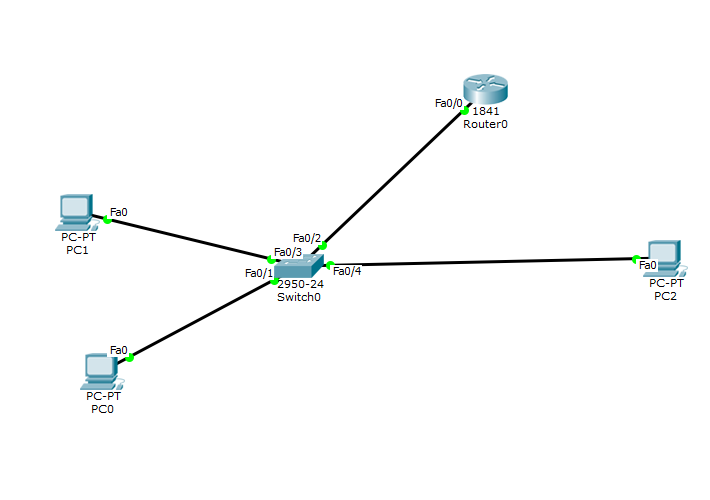 Fa0/0
1841
Router0
Fa0
PC-PT
PC1
Fa0/2
Fa0/3
Fa0/1
Fa0/4
2950-24
Switch0
Fa0
PC-PT
PC2
Fa0
PC-PT
PC0